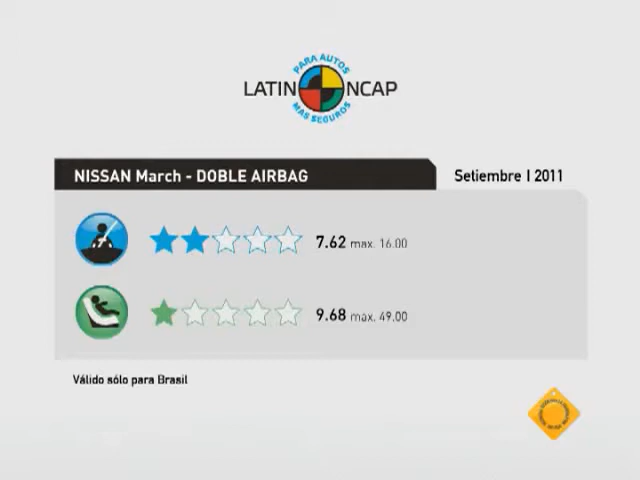 PARA AUTOS
LATIN NCAP
MAS SEGUROS
NISSAN March - DOBLE AIRBAG
Setiembre | 2011
7.62 max. 16.00
9.68 max. 49.00
Válido sólo para Brasil